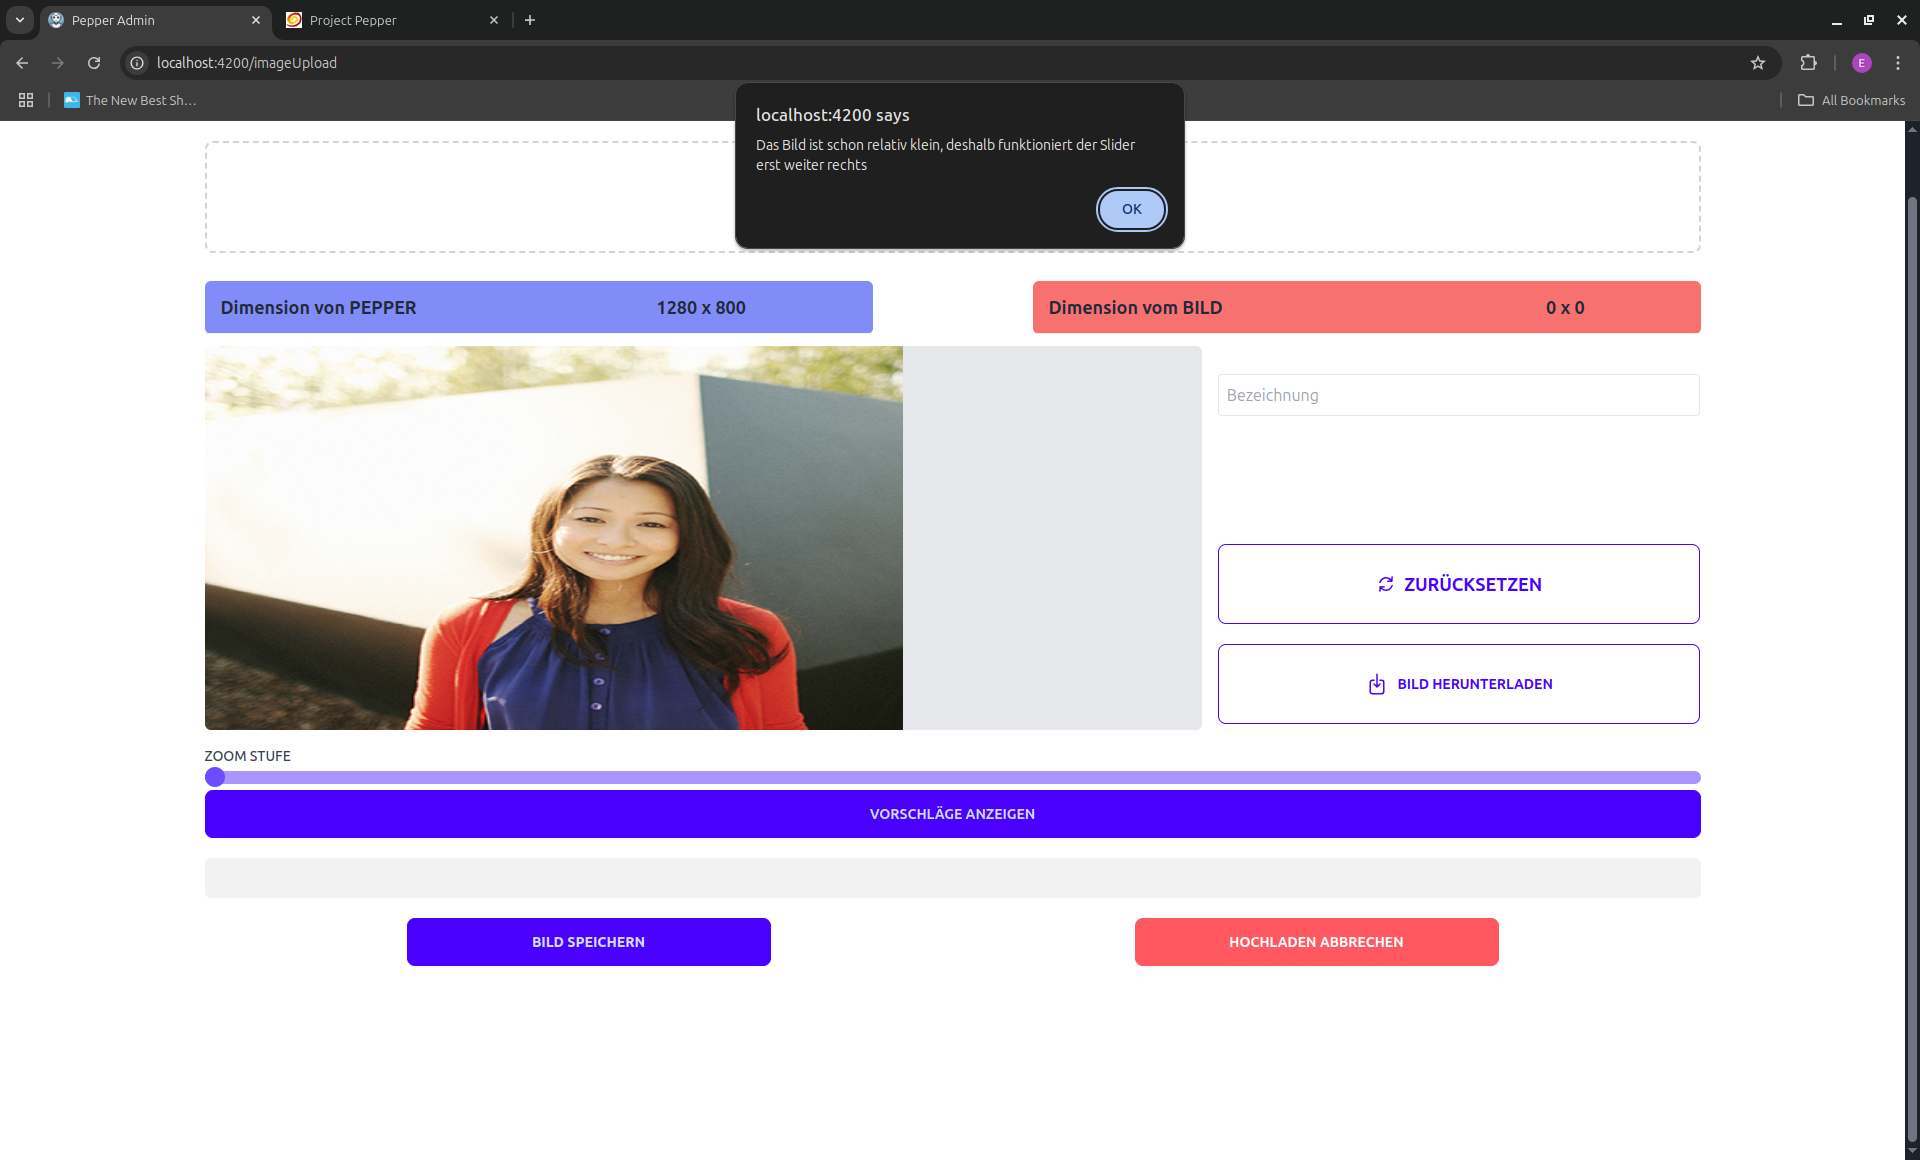 Pepper Admin
Project Pepper
localhost:4200/imageUpload
E
The New Best Sh...
All Bookmarks
localhost:4200 says
Das Bild ist schon relativ klein, deshalb funktioniert der Slider
erst weiter rechts
OK
Dimension von PEPPER 1280 x 800
Dimension vom BILD 0 x 0
Bezeichnung
ZURÜCKSETZEN
BILD HERUNTERLADEN
ZOOM STUFE
VORSCHLÄGE ANZEIGEN
BILD SPEICHERN
HOCHLADEN ABBRECHEN